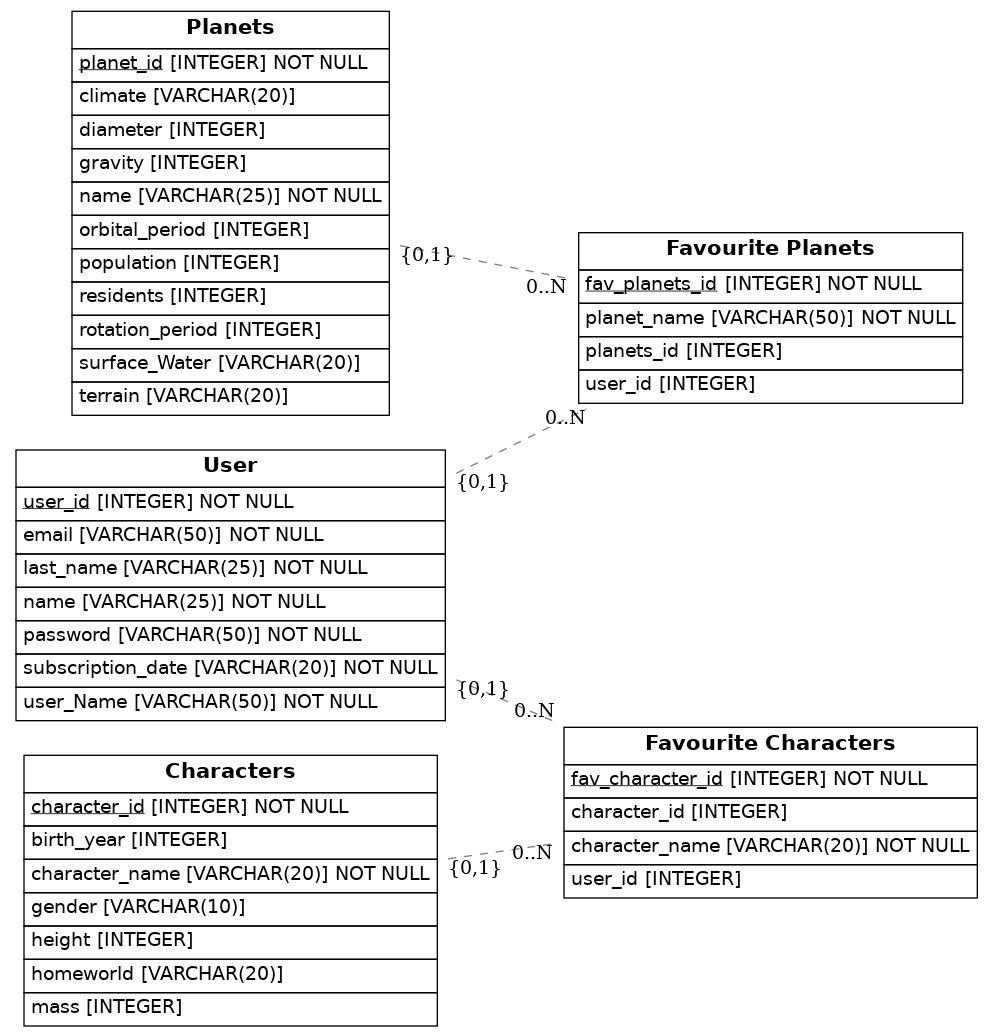 Planets
planet_id [INTEGER] NOT NULL
climate [VARCHAR(20)]
diameter [INTEGER]
gravity [INTEGER]
name [VARCHAR(25)] NOT NULL
orbital_period [INTEGER]
population [INTEGER]
residents [INTEGER]
rotation_period [INTEGER]
surface_Water [VARCHAR(20)]
terrain [VARCHAR(20)]
{0,1}
0..N
Favourite Planets
fav_planets_id [INTEGER] NOT NULL
planet_name [VARCHAR(50)] NOT NULL
planets_id [INTEGER]
user_id [INTEGER]
0..N
{0,1}
User
user_id [INTEGER] NOT NULL
email [VARCHAR(50)] NOT NULL
last_name [VARCHAR(25)] NOT NULL
name [VARCHAR(25)] NOT NULL
password [VARCHAR(50)] NOT NULL
subscription_date [VARCHAR(20)] NOT NULL
user_Name [VARCHAR(50)] NOT NULL
{0,1}
0..N
Favourite Characters
fav_character_id [INTEGER] NOT NULL
character_id [INTEGER]
character_name [VARCHAR(20)] NOT NULL
user_id [INTEGER]
0..N
{0,1}
Characters
character_id [INTEGER] NOT NULL
birth_year [INTEGER]
character_name [VARCHAR(20)] NOT NULL
gender [VARCHAR(10)]
height [INTEGER]
homeworld [VARCHAR(20)]
mass [INTEGER]